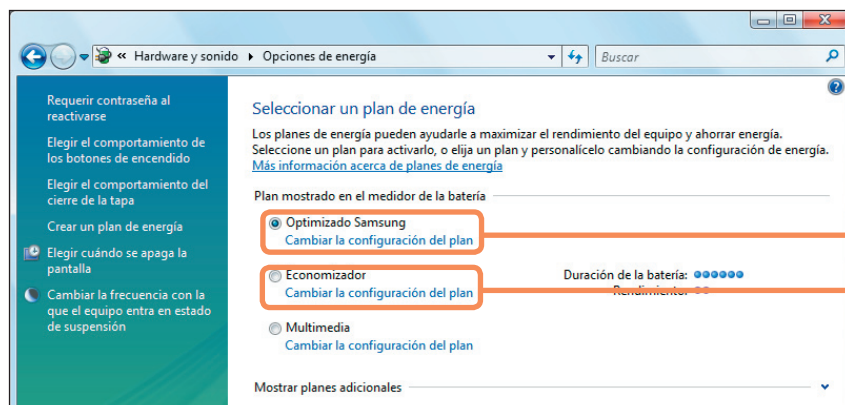 « Hardware y sonido ▸ Opciones de energía
Buscar
Requerir contraseña al
reactivarse
Elegir el comportamiento de
los botones de encendido
Elegir el comportamiento del
cierre de la tapa
Crear un plan de energía
Elegir cuándo se apaga la
pantalla
Cambiar la frecuencia con la
que el equipo entra en estado
de suspensión
Seleccionar un plan de energía
Los planes de energía pueden ayudarle a maximizar el rendimiento del equipo y ahorrar energía.
Seleccione un plan para activarlo, o elija un plan y personalícelo cambiando la configuración de energía.
Más información acerca de planes de energía
Plan mostrado en el medidor de la batería
Optimizado Samsung
Cambiar la configuración del plan
Economizador
Duración de la batería:
Cambiar la configuración del plan
Rendimiento:
Multimedia
Cambiar la configuración del plan
Mostrar planes adicionales